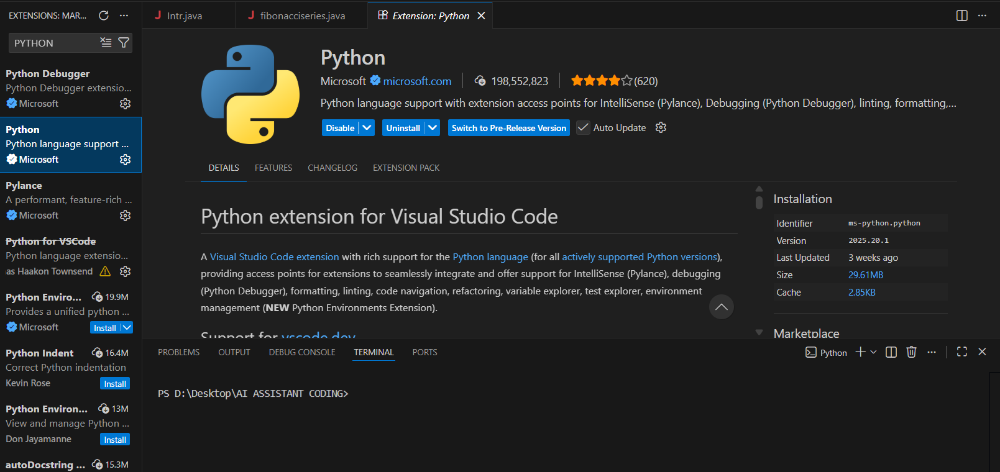 EXTENSIONS: MAR...
PYTHON
Python Debugger
Python Debugger extensio...
Microsoft
Python
Python language support ...
Microsoft
Pylance
A performant, feature-rich ...
Microsoft
Python for VSCode
Python language extensio...
as Haakon Townsend
Python Enviro... 19.9M
Provides a unified python ...
Microsoft Install
Python Indent 16.4M
Correct Python indentation
Kevin Rose Install
Python Environ... 13M
View and manage Python ...
Don Jayamanne Install
autoDocstring ... 15.3M
J Intr.java J fibonacciseries.java Extension: Python
Python
Microsoft microsoft.com 198,552,823 (620)
Python language support with extension access points for IntelliSense (Pylance), Debugging (Python Debugger), linting, formatting,...
Disable Uninstall Switch to Pre-Release Version Auto Update
DETAILS FEATURES CHANGELOG EXTENSION PACK
Python extension for Visual Studio Code
A Visual Studio Code extension with rich support for the Python language (for all actively supported Python versions),
providing access points for extensions to seamlessly integrate and offer support for IntelliSense (Pylance), debugging
(Python Debugger), formatting, linting, code navigation, refactoring, variable explorer, test explorer, environment
management (NEW Python Environments Extension).
Support for vscode.dev
Installation
Identifier ms-python.python
Version 2025.20.1
Last Updated 3 weeks ago
Size 29.61MB
Cache 2.85KB
Marketplace
PROBLEMS OUTPUT DEBUG CONSOLE TERMINAL PORTS Python
PS D:\Desktop\AI ASSISTANT CODING>